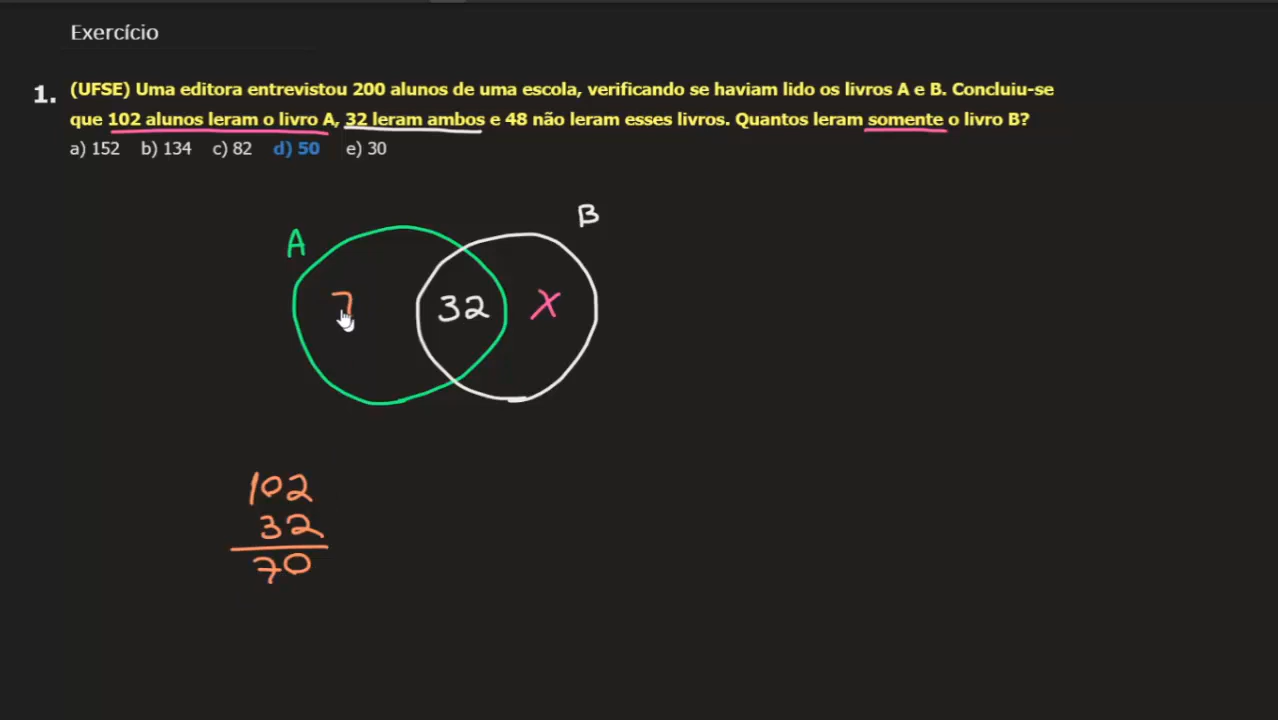 Exercício
1. (UFSE) Uma editora entrevistou 200 alunos de uma escola, verificando se haviam lido os livros A e B. Concluiu-se
que 102 alunos leram o livro A, 32 leram ambos e 48 não leram esses livros. Quantos leram somente o livro B?
a) 152 b) 134 c) 82 d) 50 e) 30
B
A
7 32 X
102
32
70